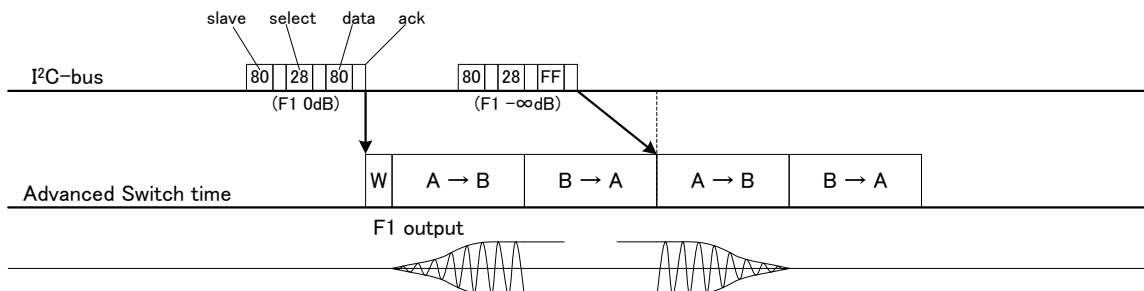 slave select data ack
I²C-bus 80 28 80 80 28 FF
(F1 0dB) (F1 −∞dB)
Advanced Switch time W A → B B → A A → B B → A
F1 output